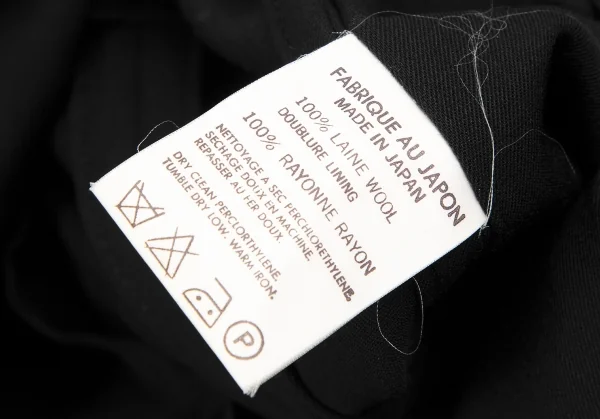 FABRIQUE AU JAPON
MADE IN JAPAN
100% LAINE WOOL
DOUBLURE LINING
100% RAYONNE RAYON
NETTOYAGE A SEC PERCHLORETHYLENE.
SECHAGE DOUX EN MACHINE.
REPASSER AU FER DOUX.
DRY CLEAN PERCLORTHYLENE.
TUMBLE DRY LOW. WARM IRON.
P